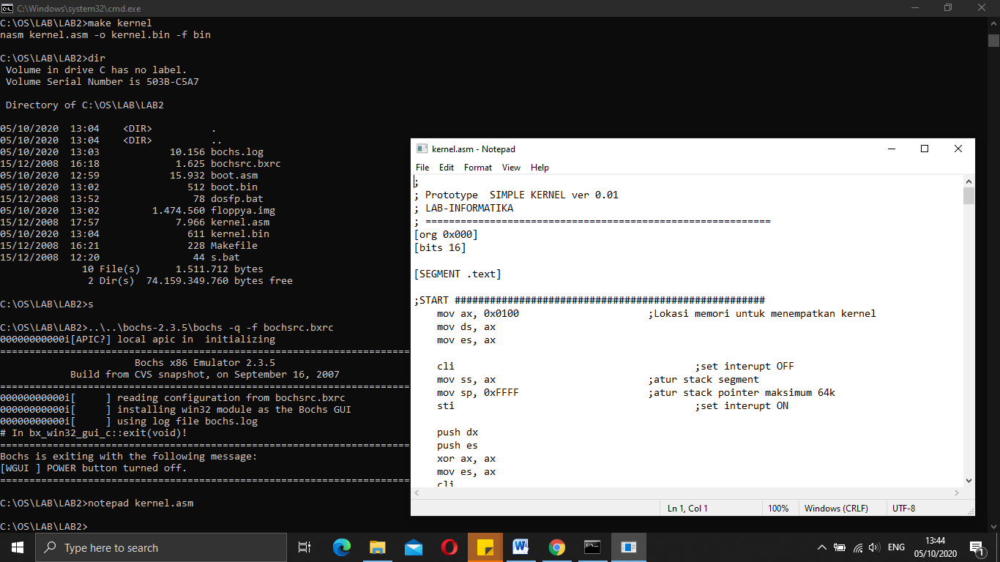 C:\Windows\system32\cmd.exe
C:\OS\LAB\LAB2>make kernel
nasm kernel.asm -o kernel.bin -f bin
C:\OS\LAB\LAB2>dir
Volume in drive C has no label.
Volume Serial Number is 503B-C5A7
Directory of C:\OS\LAB\LAB2
05/10/2020  13:04    <DIR>          .
05/10/2020  13:04    <DIR>          ..
05/10/2020  13:03            10.156 bochs.log
15/12/2008  16:18             1.625 bochsrc.bxrc
05/10/2020  12:59            15.932 boot.asm
05/10/2020  13:02               512 boot.bin
15/12/2008  13:52                78 dosfp.bat
05/10/2020  13:02         1.474.560 floppya.img
15/12/2008  17:57             7.966 kernel.asm
05/10/2020  13:04               611 kernel.bin
15/12/2008  16:21               228 Makefile
15/12/2008  12:20                44 s.bat
10 File(s)      1.511.712 bytes
2 Dir(s)  74.159.349.760 bytes free
C:\OS\LAB\LAB2>s
C:\OS\LAB\LAB2>..\..\bochs-2.3.5\bochs -q -f bochsrc.bxrc
00000000000i[APIC?] local apic in  initializing
========================================================================
Bochs x86 Emulator 2.3.5
Build from CVS snapshot, on September 16, 2007
========================================================================
00000000000i[     ] reading configuration from bochsrc.bxrc
00000000000i[     ] installing win32 module as the Bochs GUI
00000000000i[     ] using log file bochs.log
# In bx_win32_gui_c::exit(void)!
========================================================================
Bochs is exiting with the following message:
[WGUI ] POWER button turned off.
========================================================================
C:\OS\LAB\LAB2>notepad kernel.asm
C:\OS\LAB\LAB2>
kernel.asm - Notepad
File Edit Format View Help
;
; Prototype  SIMPLE KERNEL ver 0.01
; LAB-INFORMATIKA
; ===========================================================
[org 0x000]
[bits 16]
[SEGMENT .text]
;START #####################################################
mov ax, 0x0100 ;Lokasi memori untuk menempatkan kernel
mov ds, ax
mov es, ax
cli ;set interupt OFF
mov ss, ax ;atur stack segment
mov sp, 0xFFFF ;atur stack pointer maksimum 64k
sti ;set interupt ON
push dx
push es
xor ax, ax
mov es, ax
cli
Ln 1, Col 1 100% Windows (CRLF) UTF-8
Type here to search
ENG
13:44
05/10/2020
1